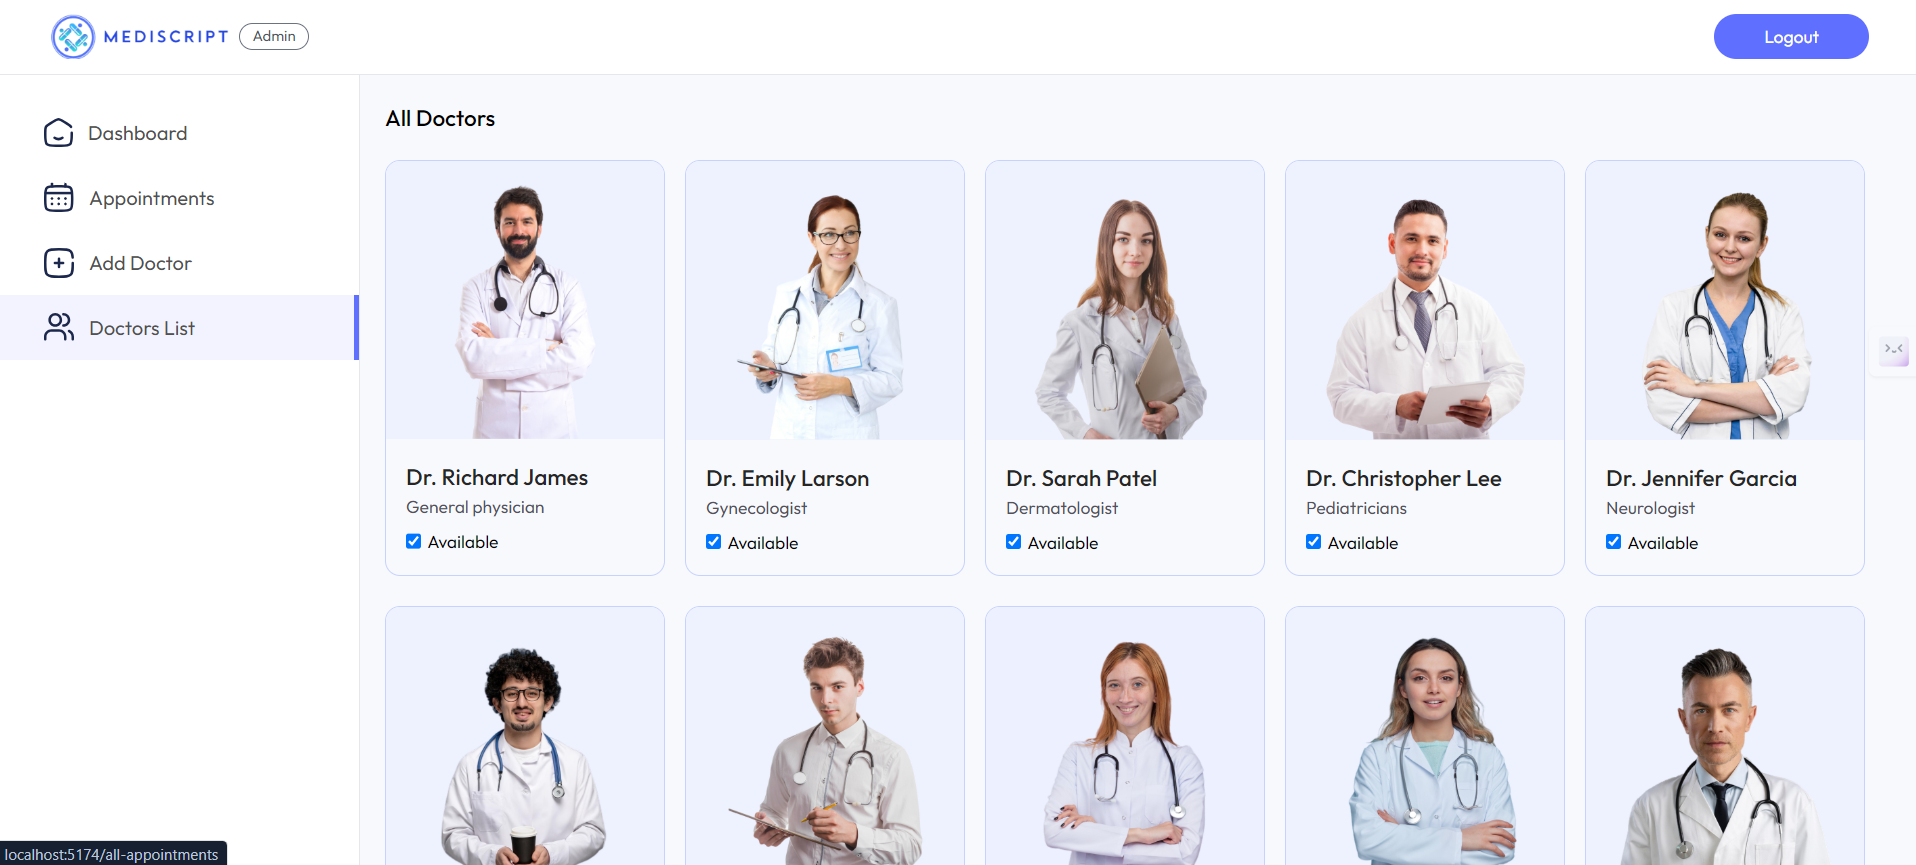 MEDISCRIPT
Admin
Logout
Dashboard
Appointments
Add Doctor
Doctors List
All Doctors
Dr. Richard James
General physician
Available
Dr. Emily Larson
Gynecologist
Available
Dr. Sarah Patel
Dermatologist
Available
Dr. Christopher Lee
Pediatricians
Available
Dr. Jennifer Garcia
Neurologist
Available
localhost:5174/all-appointments